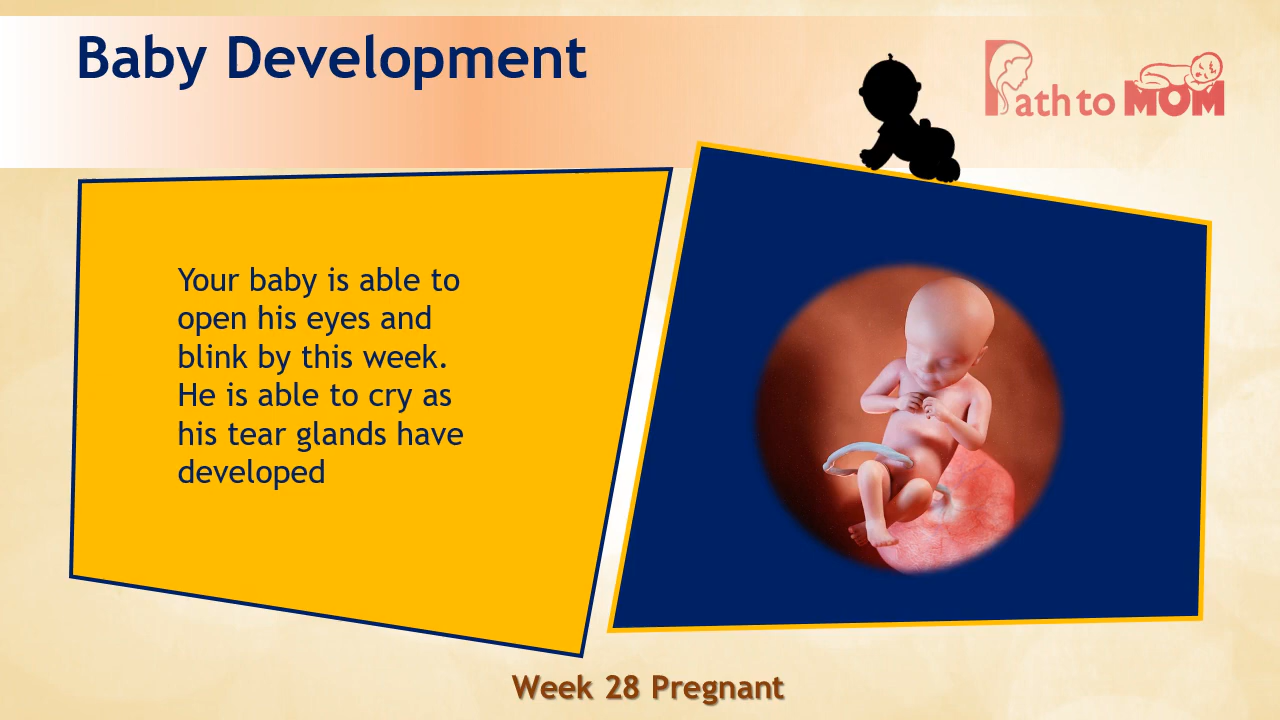 Baby Development
Path to MOM
Your baby is able to
open his eyes and
blink by this week.
He is able to cry as
his tear glands have
developed
Week 28 Pregnant